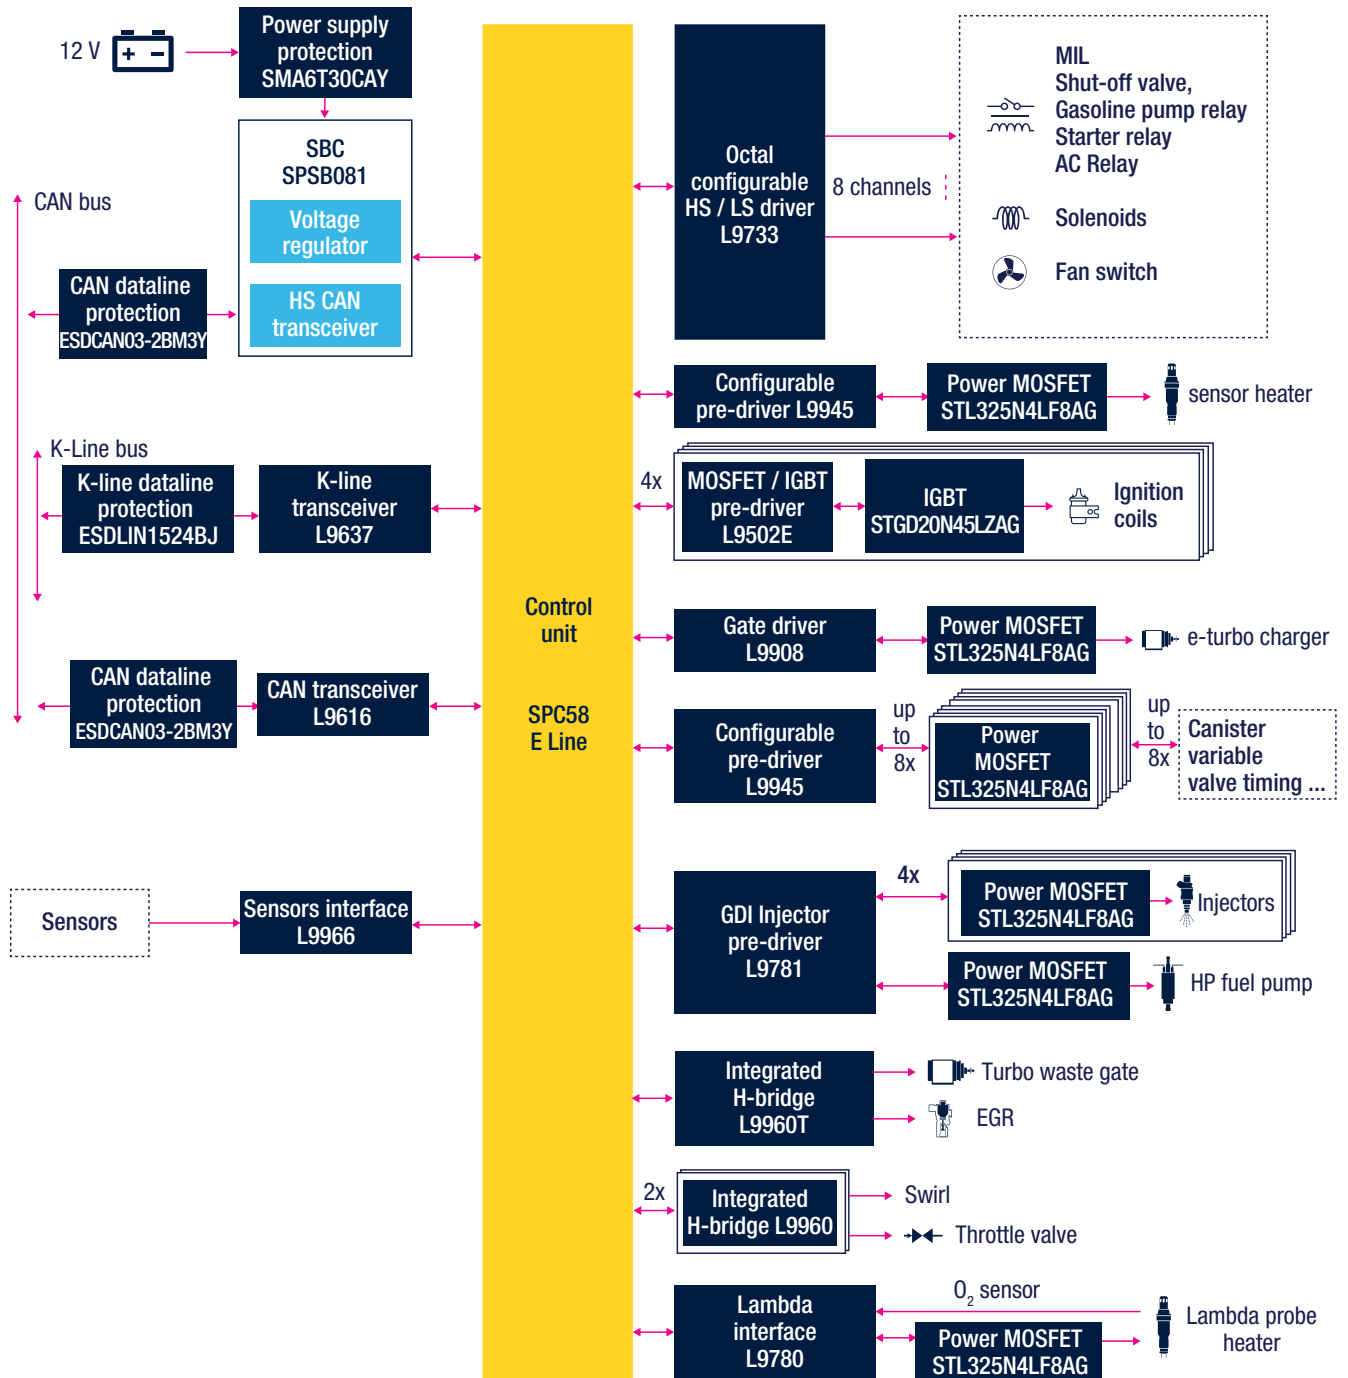 12 V
+ −
Power supply
protection
SMA6T30CAY
SBC
SPSB081
Voltage
regulator
HS CAN
transceiver
CAN bus
CAN dataline
protection
ESDCAN03-2BM3Y
K-Line bus
K-line dataline
protection
ESDLIN1524BJ
K-line
transceiver
L9637
CAN dataline
protection
ESDCAN03-2BM3Y
CAN transceiver
L9616
Sensors
Sensors interface
L9966
Control
unit
SPC58
E Line
Octal
configurable
HS / LS driver
L9733
8 channels
MIL
Shut-off valve,
Gasoline pump relay
Starter relay
AC Relay
Solenoids
Fan switch
Configurable
pre-driver L9945
Power MOSFET
STL325N4LF8AG
sensor heater
4x
MOSFET / IGBT
pre-driver
L9502E
IGBT
STGD20N45LZAG
Ignition
coils
Gate driver
L9908
Power MOSFET
STL325N4LF8AG
e-turbo charger
Configurable
pre-driver
L9945
up
to
8x
Power
MOSFET
STL325N4LF8AG
up
to
8x
Canister
variable
valve timing ...
GDI Injector
pre-driver
L9781
4x
Power MOSFET
STL325N4LF8AG
Injectors
Power MOSFET
STL325N4LF8AG
HP fuel pump
Integrated
H-bridge
L9960T
Turbo waste gate
EGR
2x
Integrated
H-bridge L9960
Swirl
Throttle valve
Lambda
interface
L9780
O2 sensor
Power MOSFET
STL325N4LF8AG
Lambda probe
heater